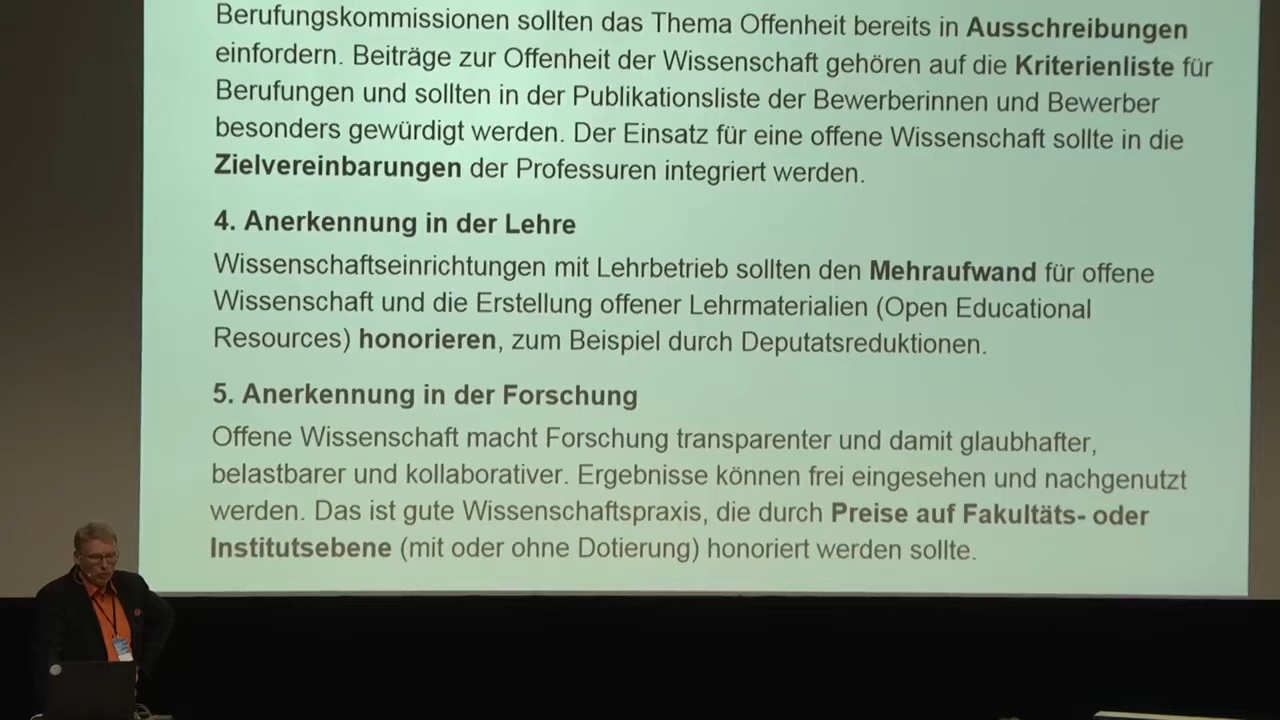 Berufungskommissionen sollten das Thema Offenheit bereits in Ausschreibungen
einfordern. Beiträge zur Offenheit der Wissenschaft gehören auf die Kriterienliste für
Berufungen und sollten in der Publikationsliste der Bewerberinnen und Bewerber
besonders gewürdigt werden. Der Einsatz für eine offene Wissenschaft sollte in die
Zielvereinbarungen der Professuren integriert werden.
4. Anerkennung in der Lehre
Wissenschaftseinrichtungen mit Lehrbetrieb sollten den Mehraufwand für offene
Wissenschaft und die Erstellung offener Lehrmaterialien (Open Educational
Resources) honorieren, zum Beispiel durch Deputatsreduktionen.
5. Anerkennung in der Forschung
Offene Wissenschaft macht Forschung transparenter und damit glaubhafter,
belastbarer und kollaborativer. Ergebnisse können frei eingesehen und nachgenutzt
werden. Das ist gute Wissenschaftspraxis, die durch Preise auf Fakultäts- oder
Institutsebene (mit oder ohne Dotierung) honoriert werden sollte.